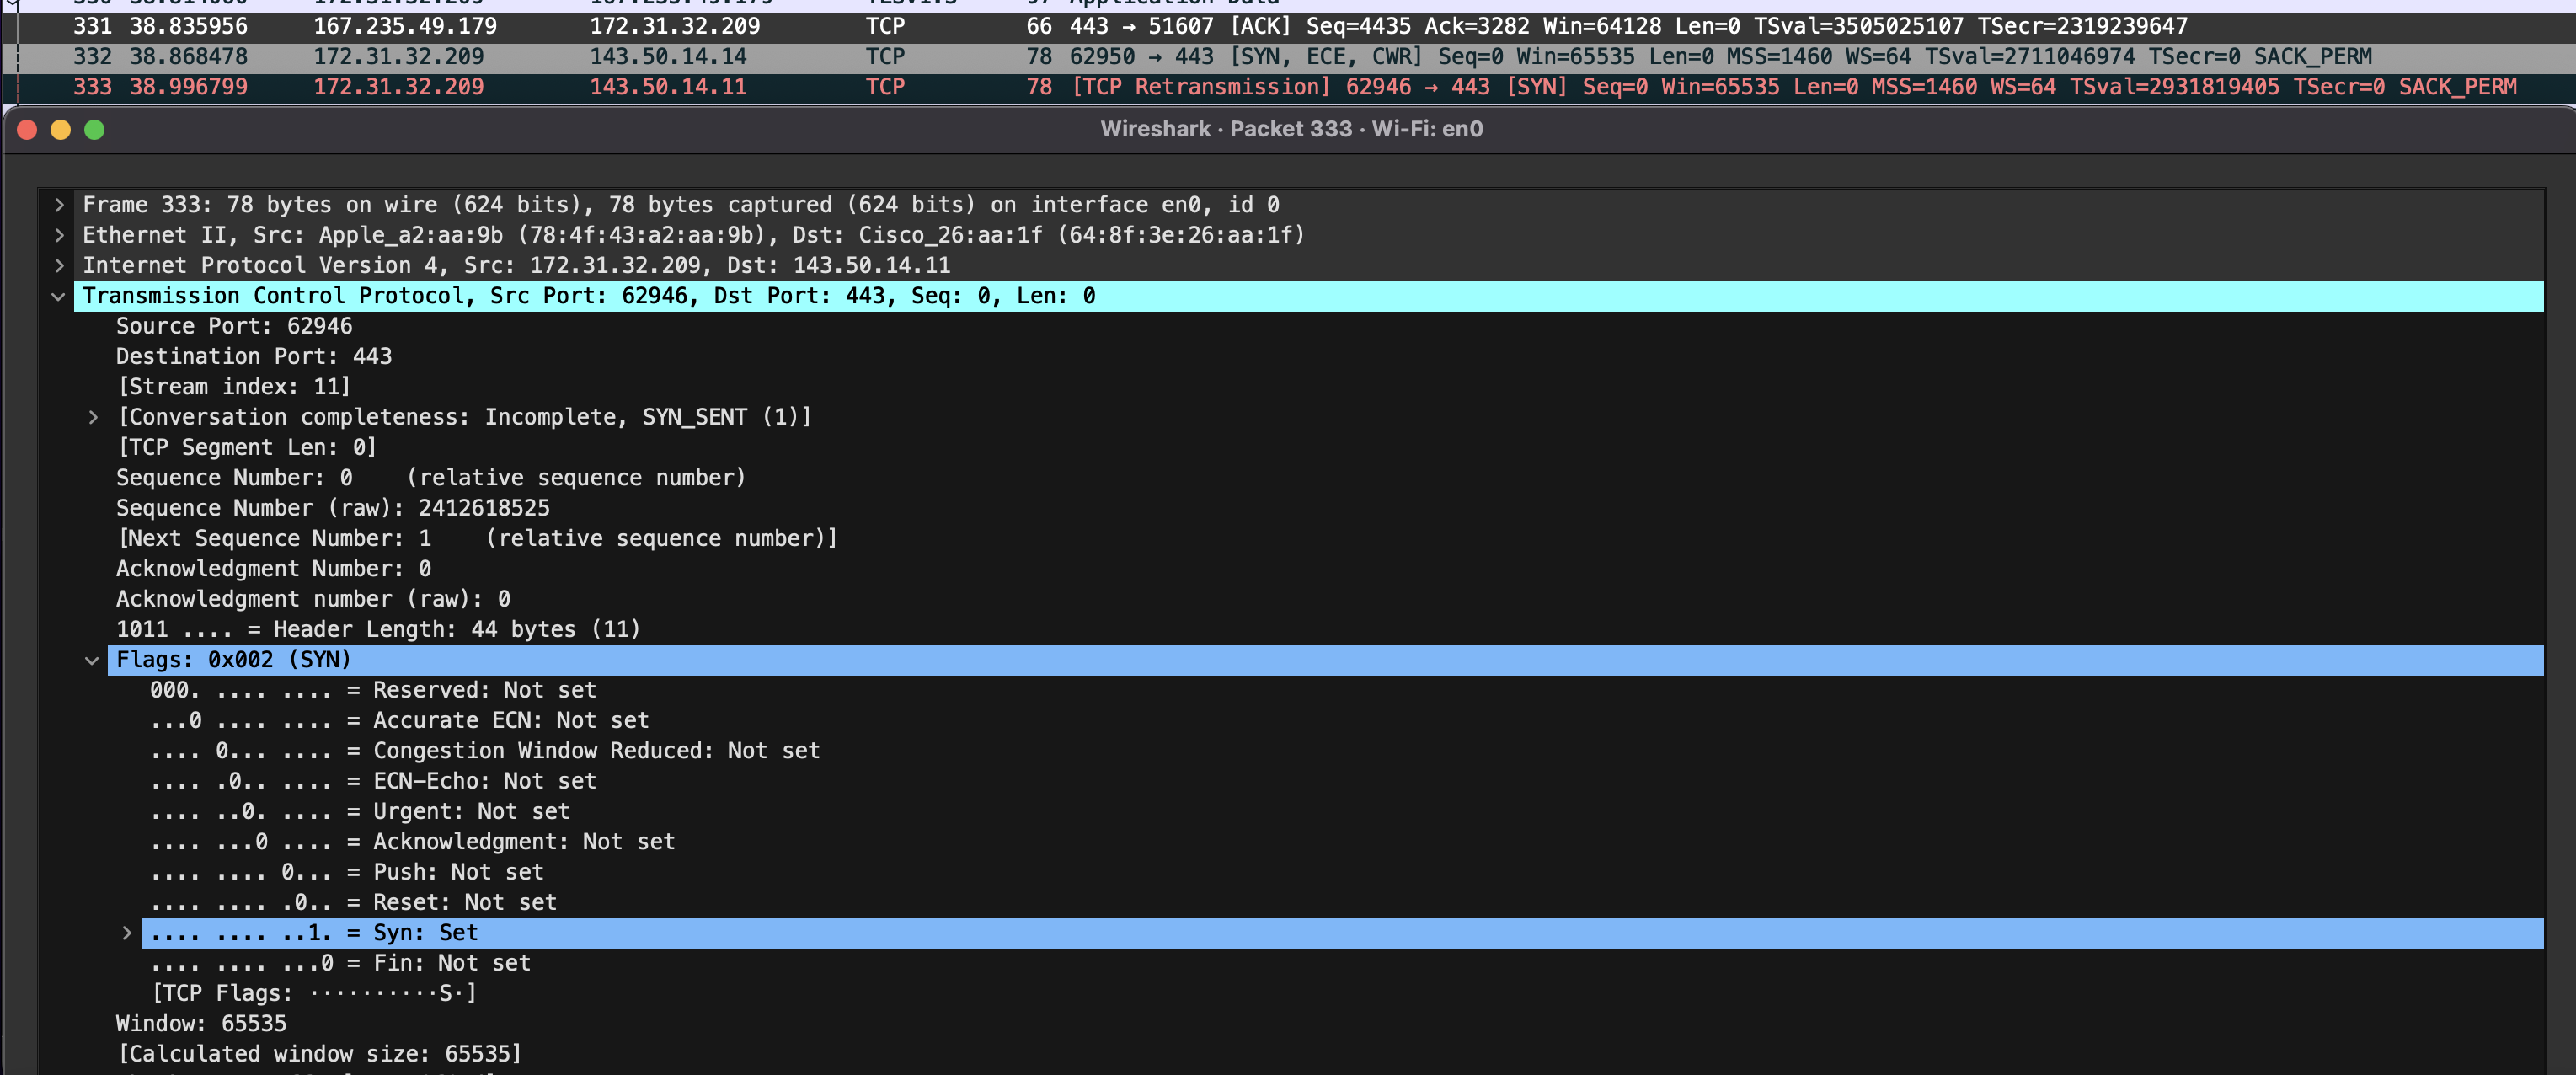 331 38.835956 167.235.49.179 172.31.32.209 TCP 66 443 → 51607 [ACK] Seq=4435 Ack=3282 Win=64128 Len=0 TSval=3505025107 TSecr=2319239647
332 38.868478 172.31.32.209 143.50.14.14 TCP 78 62950 → 443 [SYN, ECE, CWR] Seq=0 Win=65535 Len=0 MSS=1460 WS=64 TSval=2711046974 TSecr=0 SACK_PERM
333 38.996799 172.31.32.209 143.50.14.11 TCP 78 [TCP Retransmission] 62946 → 443 [SYN] Seq=0 Win=65535 Len=0 MSS=1460 WS=64 TSval=2931819405 TSecr=0 SACK_PERM
Wireshark · Packet 333 · Wi-Fi: en0
Frame 333: 78 bytes on wire (624 bits), 78 bytes captured (624 bits) on interface en0, id 0
Ethernet II, Src: Apple_a2:aa:9b (78:4f:43:a2:aa:9b), Dst: Cisco_26:aa:1f (64:8f:3e:26:aa:1f)
Internet Protocol Version 4, Src: 172.31.32.209, Dst: 143.50.14.11
Transmission Control Protocol, Src Port: 62946, Dst Port: 443, Seq: 0, Len: 0
Source Port: 62946
Destination Port: 443
[Stream index: 11]
[Conversation completeness: Incomplete, SYN_SENT (1)]
[TCP Segment Len: 0]
Sequence Number: 0    (relative sequence number)
Sequence Number (raw): 2412618525
[Next Sequence Number: 1    (relative sequence number)]
Acknowledgment Number: 0
Acknowledgment number (raw): 0
1011 .... = Header Length: 44 bytes (11)
Flags: 0x002 (SYN)
000. .... .... = Reserved: Not set
...0 .... .... = Accurate ECN: Not set
.... 0... .... = Congestion Window Reduced: Not set
.... .0.. .... = ECN-Echo: Not set
.... ..0. .... = Urgent: Not set
.... ...0 .... = Acknowledgment: Not set
.... .... 0... = Push: Not set
.... .... .0.. = Reset: Not set
.... .... ..1. = Syn: Set
.... .... ...0 = Fin: Not set
[TCP Flags: ··········S·]
Window: 65535
[Calculated window size: 65535]